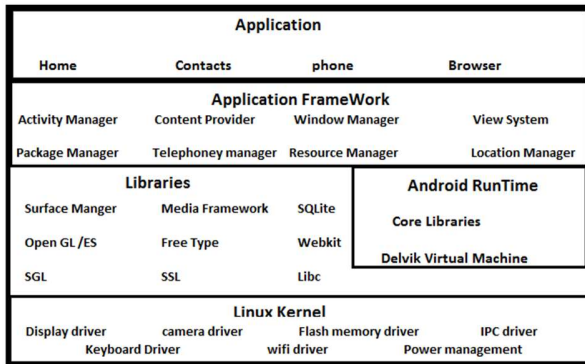 Application
Home Contacts phone Browser
Application FrameWork
Activity Manager Content Provider Window Manager View System
Package Manager Telephoney manager Resource Manager Location Manager
Libraries
Surface Manger Media Framework SQLite
Open GL/ES Free Type Webkit
SGL SSL Libc
Android RunTime
Core Libraries
Delvik Virtual Machine
Linux Kernel
Display driver camera driver Flash memory driver IPC driver
Keyboard Driver wifi driver Power management